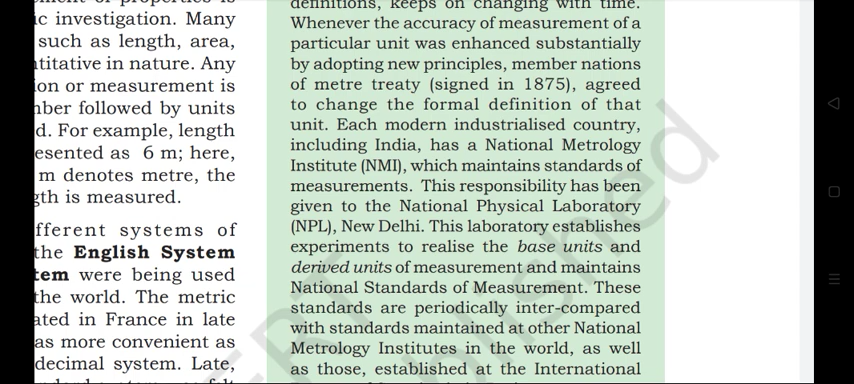 ic investigation. Many
such as length, area,
ntitative in nature. Any
ion or measurement is
nber followed by units
d. For example, length
esented as 6 m; here,
m denotes metre, the
gth is measured.
fferent systems of
the English System
tem were being used
the world. The metric
ated in France in late
as more convenient as
decimal system. Late,
definitions, keeps on changing with time.
Whenever the accuracy of measurement of a
particular unit was enhanced substantially
by adopting new principles, member nations
of metre treaty (signed in 1875), agreed
to change the formal definition of that
unit. Each modern industrialised country,
including India, has a National Metrology
Institute (NMI), which maintains standards of
measurements. This responsibility has been
given to the National Physical Laboratory
(NPL), New Delhi. This laboratory establishes
experiments to realise the base units and
derived units of measurement and maintains
National Standards of Measurement. These
standards are periodically inter-compared
with standards maintained at other National
Metrology Institutes in the world, as well
as those, established at the International